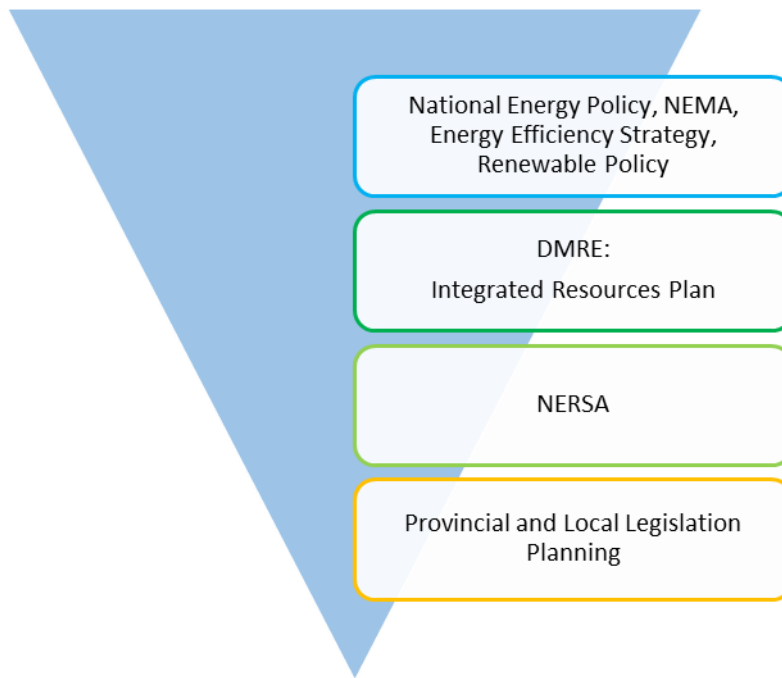 National Energy Policy, NEMA,
Energy Efficiency Strategy,
Renewable Policy
DMRE:
Integrated Resources Plan
NERSA
Provincial and Local Legislation
Planning